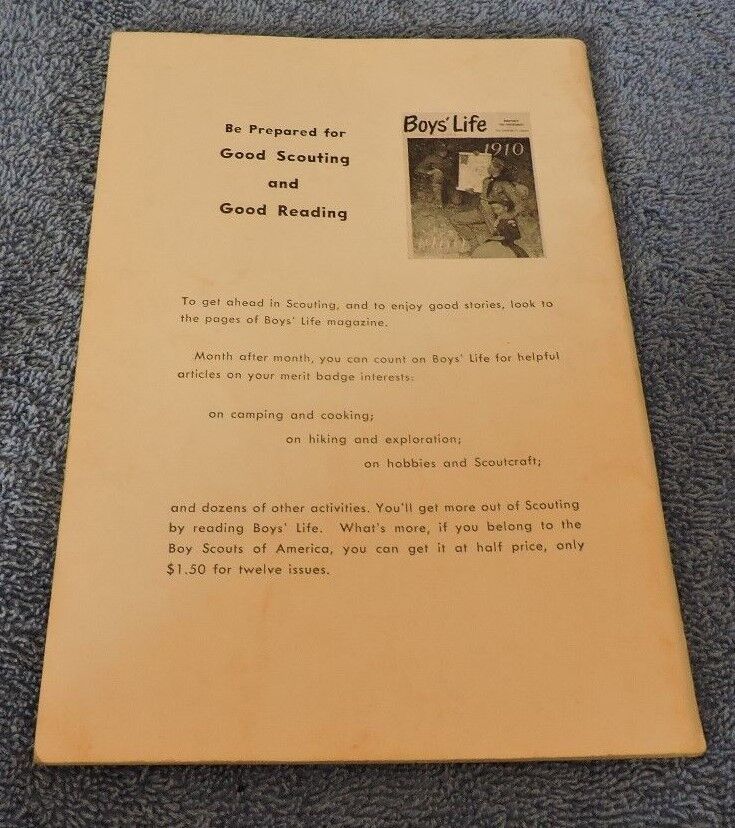 Be Prepared for
Good Scouting
and
Good Reading
Boys' Life
1910
To get ahead in Scouting, and to enjoy good stories, look to
the pages of Boys' Life magazine.
Month after month, you can count on Boys' Life for helpful
articles on your merit badge interests:
on camping and cooking;
on hiking and exploration;
on hobbies and Scoutcraft;
and dozens of other activities. You'll get more out of Scouting
by reading Boys' Life. What's more, if you belong to the
Boy Scouts of America, you can get it at half price, only
$1.50 for twelve issues.